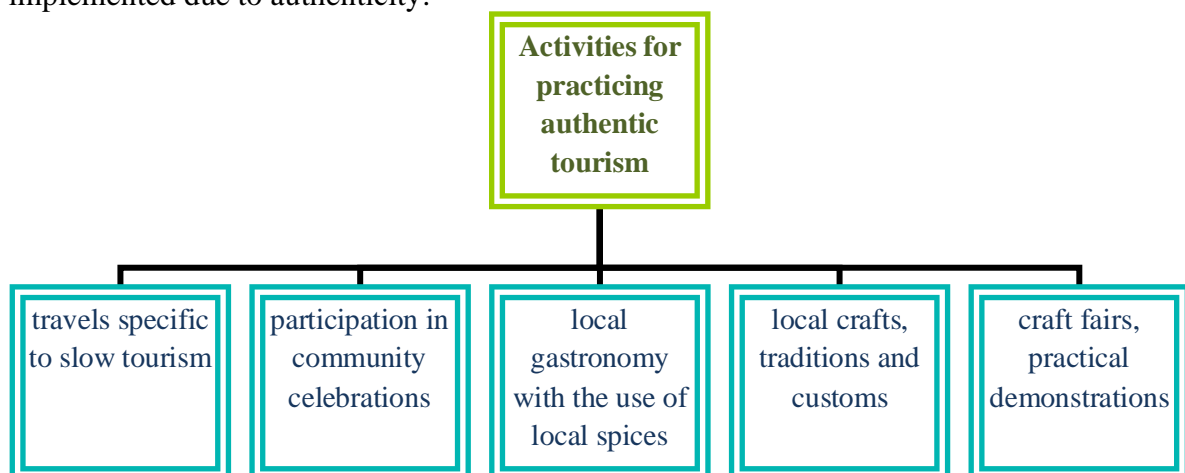 implemented due to authenticity.
Activities for
practicing
authentic
tourism
travels specific
to slow tourism
participation in
community
celebrations
local
gastronomy
with the use of
local spices
local crafts,
traditions and
customs
craft fairs,
practical
demonstrations